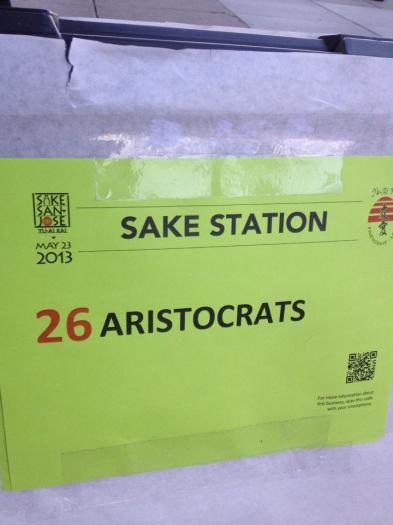 SAKE
SAN
JOSE
YU-AI KAI
MAY 23
2013
SAKE STATION
26 ARISTOCRATS
For more information about
this business, scan this code
with your smartphone.